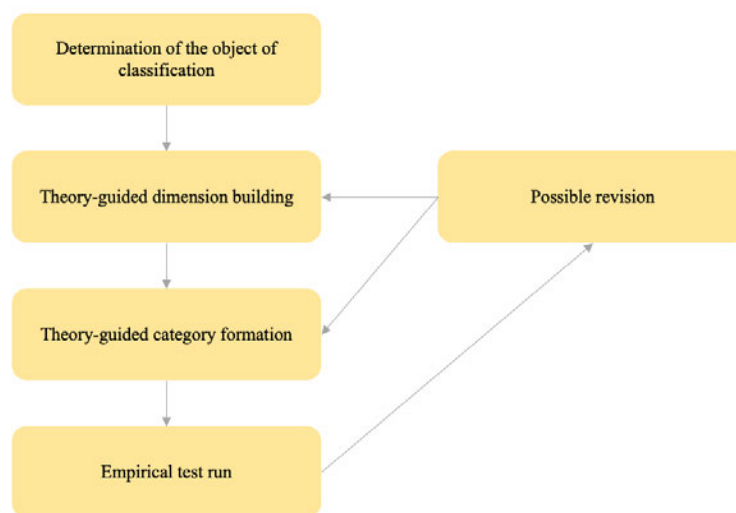 Determination of the object of
classification
Theory-guided dimension building
Possible revision
Theory-guided category formation
Empirical test run